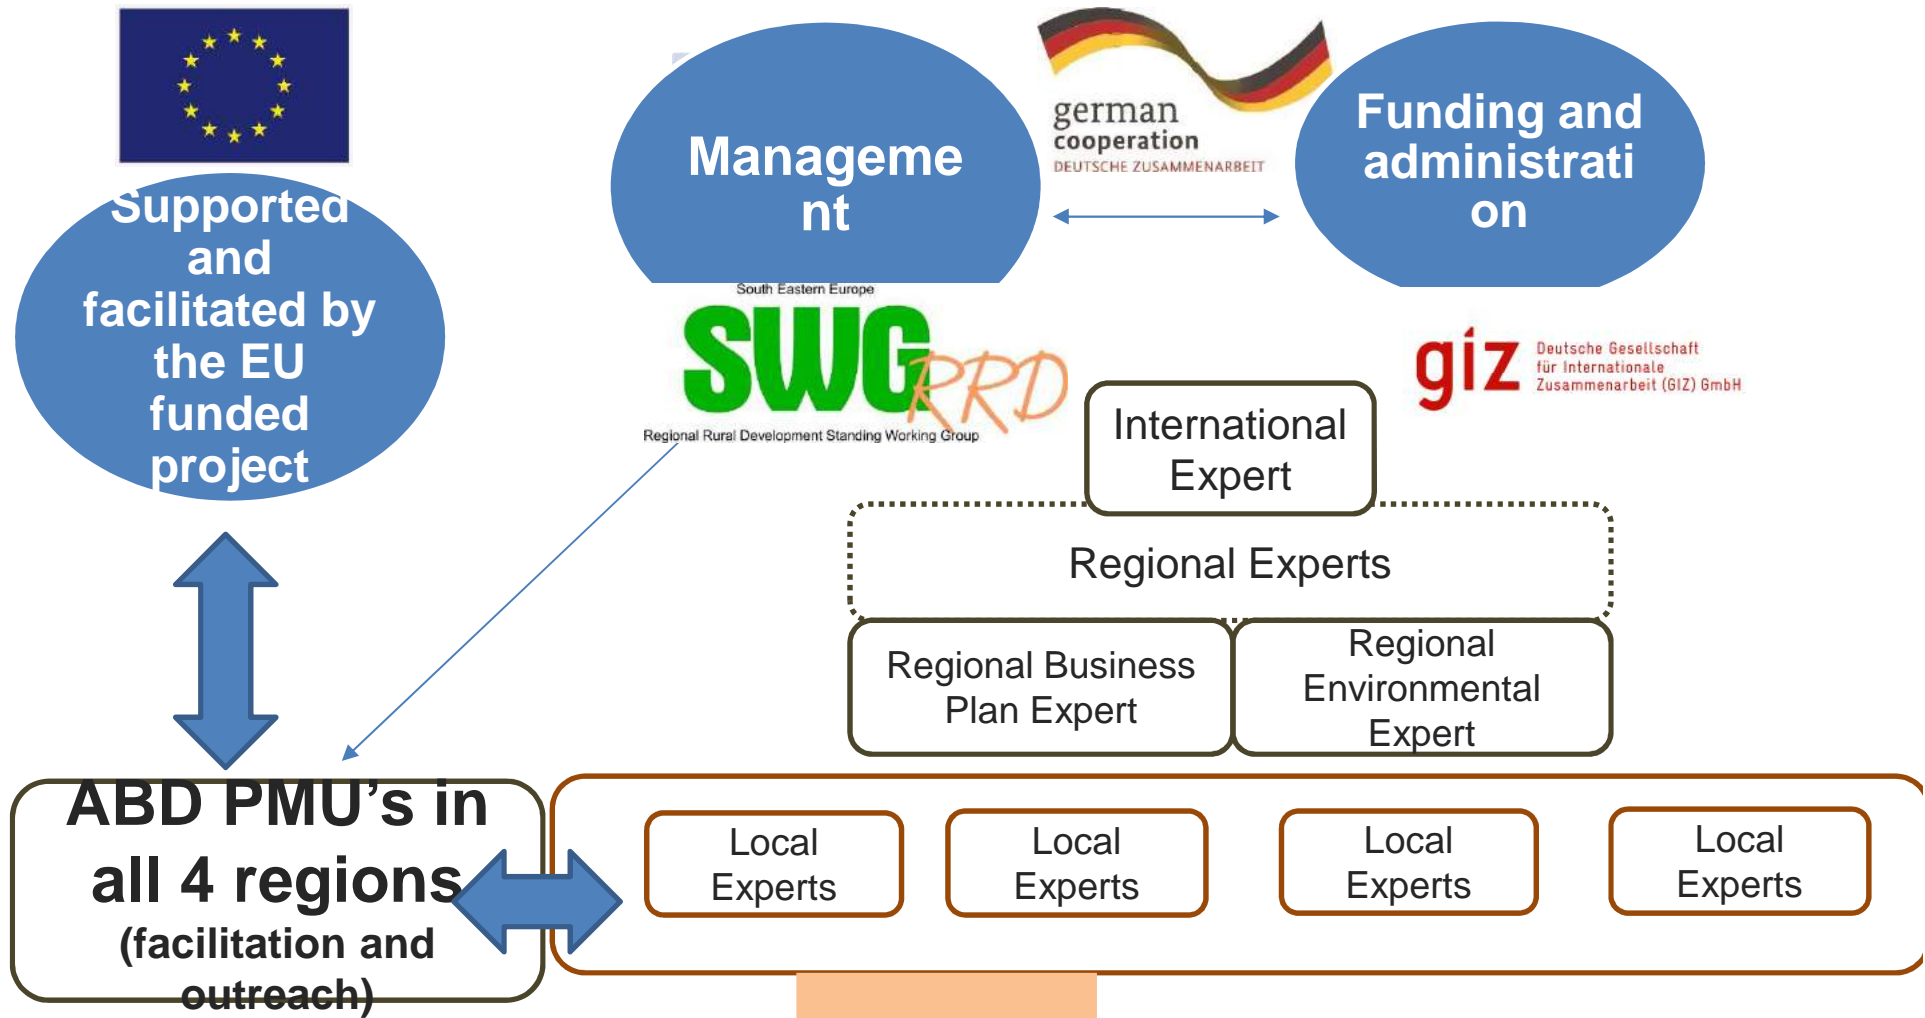 Supported
and
facilitated by
the EU
funded
project
Manageme
nt
german
cooperation
DEUTSCHE ZUSAMMENARBEIT
Funding and
administrati
on
South Eastern Europe
SWG
RRD
Regional Rural Development Standing Working Group
giz
Deutsche Gesellschaft
für Internationale
Zusammenarbeit (GIZ) GmbH
International
Expert
Regional Experts
Regional Business
Plan Expert
Regional
Environmental
Expert
ABD PMU’s in
all 4 regions
(facilitation and
outreach)
Local
Experts
Local
Experts
Local
Experts
Local
Experts